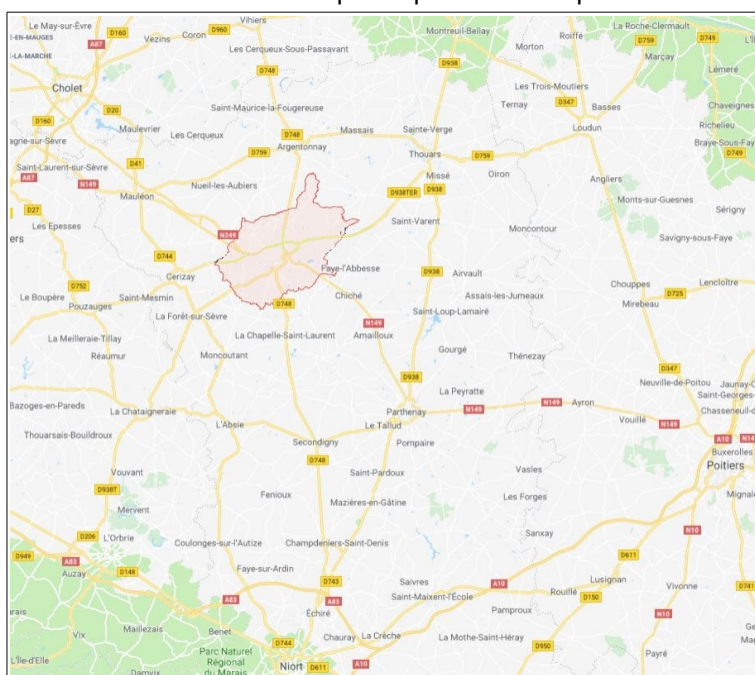 Le May-sur-Èvre
D160
D960
Vihiers
Montreuil-Bellay
Roiffé
La Roche-Clermault
-EN-MAUGES
A87
Vezins
Coron
Les Cerqueux-Sous-Passavant
Morton
D759
D749
-LA-MARCHE
Marçay
D938
Lémeré
D748
Les Trois-Moutiers
Cholet
D347
Basses
Chaveignes
Ternay
D20
Saint-Maurice-la-Fougereuse
D160
Richelieu
Maulevrier
Les Cerqueux
D748
Massais
Sainte-Verge
Loudun
agne-sur-Sèvre
Argentonnay
Braye-Sous-Fay
D759
Thouars
D759
D749
Saint-Laurent-sur-Sèvre
D41
Missé
Oiron
A87
N149
Nueil-les-Aubiers
Angliers
D938TER
D938
Mauléon
Monts-sur-Guesnes
D27
Sérigny
Les Epesses
Saint-Varent
Moncontour
N249
ers
Savigny-sous-Faye
D744
Faye-l'Abbesse
D938
Airvault
Cerizay
D752
Chouppes
Lencloître
Le Boupère
Saint-Mesmin
Chiché
Assais-les-Jumeaux
D725
Pouzauges
D748
Mirebeau
La Forêt-sur-Sèvre
Saint-Loup-Lamairé
N149
La Meilleraie-Tillay
La Chapelle-Saint-Laurent
Amailloux
Gourgé
Réaumur
Moncoutant
Thénezay
D347
D938
Neuville-de-Poitou
Jaunay-C
La Peyratte
Saint-Georges-
Bazoges-en-Pareds
La Chataigneraie
Parthenay
N149
N149
Ayron
Chasseneuil-d
L'Absie
Le Tallud
Vouillé
N149
Thouarsais-Bouildroux
A10
N14
Secondigny
Pompaire
Buxerolles
D748
Poitiers
Vouvant
Saint-Pardoux
Vasles
D938T
Fenioux
Les Forges
Mignalo
Mervent
Mazières-en-Gâtine
D206
Sanxay
N10
L'Orbrie
Coulonges-sur-l'Autize
Champdeniers-Saint-Denis
D949
A83
D611
Auzay
D148
Faye-sur-Ardin
D743
Saivres
A10
Lusignan
Vivonne
D741
A83
A83
Saint-Maixent-l'École
Rouillé
D150
Échiré
Pamproux
N10
arais
Vix
Maillezais
Benet
D744
Chauray
La Crèche
La Mothe-Saint-Héray
D950
Parc Naturel
Régional
du Marais
Payré
L'Île-d'Elle
Niort
D611
A10
Damvix